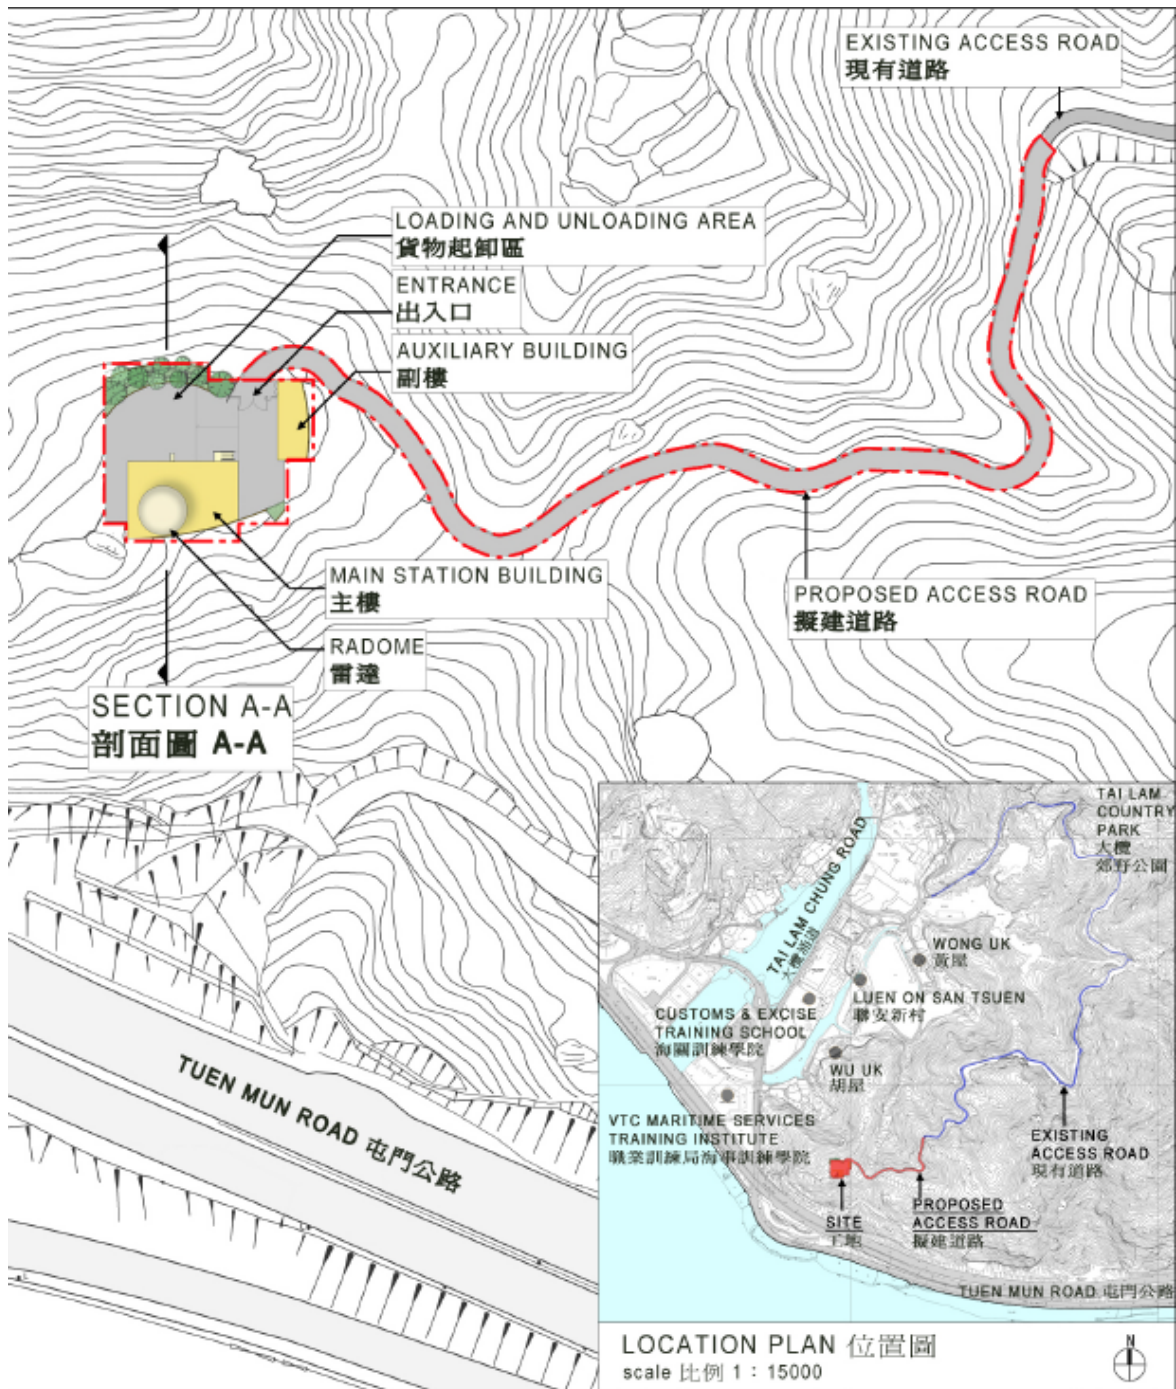 EXISTING ACCESS ROAD
現有道路
LOADING AND UNLOADING AREA
貨物起卸區
ENTRANCE
出入口
AUXILIARY BUILDING
副樓
MAIN STATION BUILDING
主樓
PROPOSED ACCESS ROAD
擬建道路
RADOME
雷達
SECTION A-A
剖面圖 A-A
TUEN MUN ROAD 屯門公路
TAI LAM
COUNTRY
PARK
大欖
郊野公園
TAI LAM CHUNG ROAD
大欖涌道
WONG UK
黃屋
LUEN ON SAN TSUEN
聯安新村
CUSTOMS & EXCISE
TRAINING SCHOOL
海關訓練學院
WU UK
胡屋
VTC MARITIME SERVICES
TRAINING INSTITUTE
職業訓練局海事訓練學院
EXISTING
ACCESS ROAD
現有道路
SITE
工地
PROPOSED
ACCESS ROAD
擬建道路
TUEN MUN ROAD 屯門公路
LOCATION PLAN 位置圖
scale 比例 1 : 15000
N